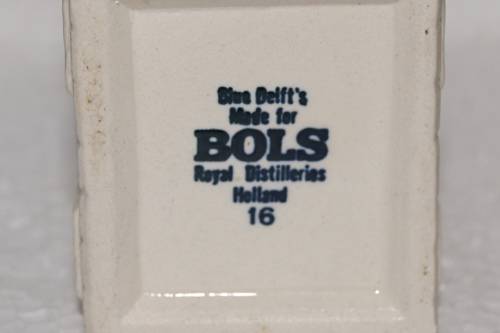 Blue Delft's
Made for
BOLS
Royal Distilleries
Holland
16